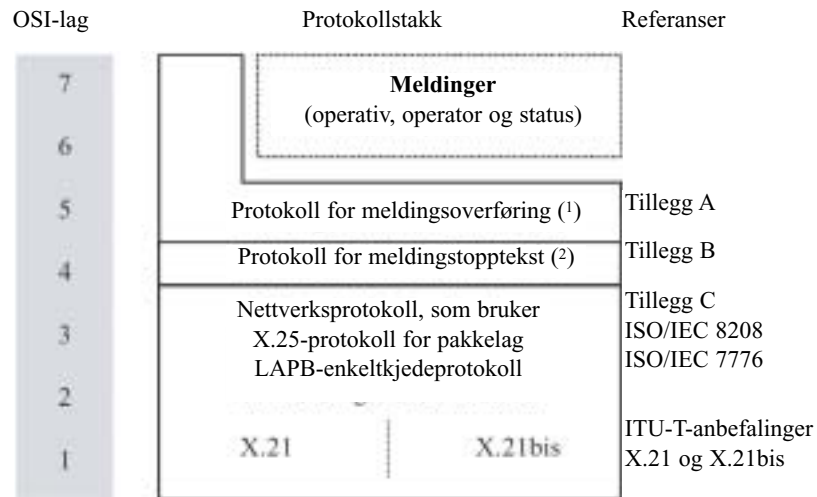 OSI-lag Protokollstakk Referanser
7 Meldinger
(operativ, operator og status)
6
5 Protokoll for meldingsoverføring (1) Tillegg A
Protokoll for meldingstopptekst (2) Tillegg B
4
Nettverksprotokoll, som bruker Tillegg C
3 X.25-protokoll for pakkelag ISO/IEC 8208
LAPB-enkeltkjedeprotokoll ISO/IEC 7776
2
ITU-T-anbefalinger
1 X.21 X.21bis X.21 og X.21bis